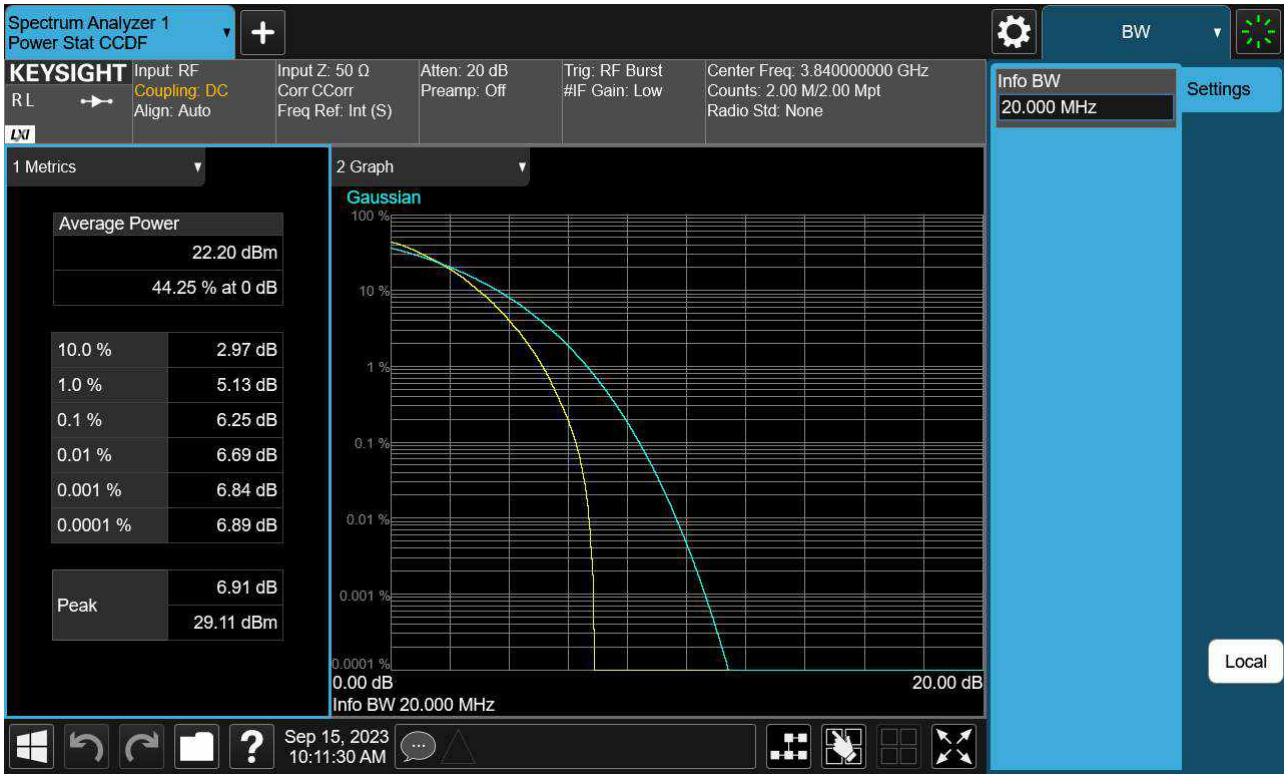 Spectrum Analyzer 1
Power Stat CCDF
+
BW
KEYSIGHT
RL
LXI
Input: RF
Coupling: DC
Align: Auto
Input Z: 50 Ω
Corr CCorr
Freq Ref: Int (S)
Atten: 20 dB
Preamp: Off
Trig: RF Burst
#IF Gain: Low
Center Freq: 3.840000000 GHz
Counts: 2.00 M/2.00 Mpt
Radio Std: None
Info BW
20.000 MHz
Settings
1 Metrics
Average Power
22.20 dBm
44.25 % at 0 dB
10.0 % 2.97 dB
1.0 % 5.13 dB
0.1 % 6.25 dB
0.01 % 6.69 dB
0.001 % 6.84 dB
0.0001 % 6.89 dB
Peak
6.91 dB
29.11 dBm
2 Graph
Gaussian
100 %
10 %
1 %
0.1 %
0.01 %
0.001 %
0.0001 %
0.00 dB 20.00 dB
Info BW 20.000 MHz
Local
?
Sep 15, 2023
10:11:30 AM